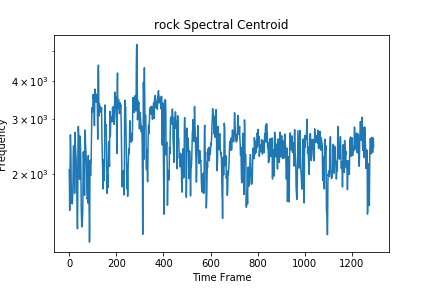 rock Spectral Centroid
Frequency
4 × 10³
3 × 10³
2 × 10³
0 200 400 600 800 1000 1200
Time Frame